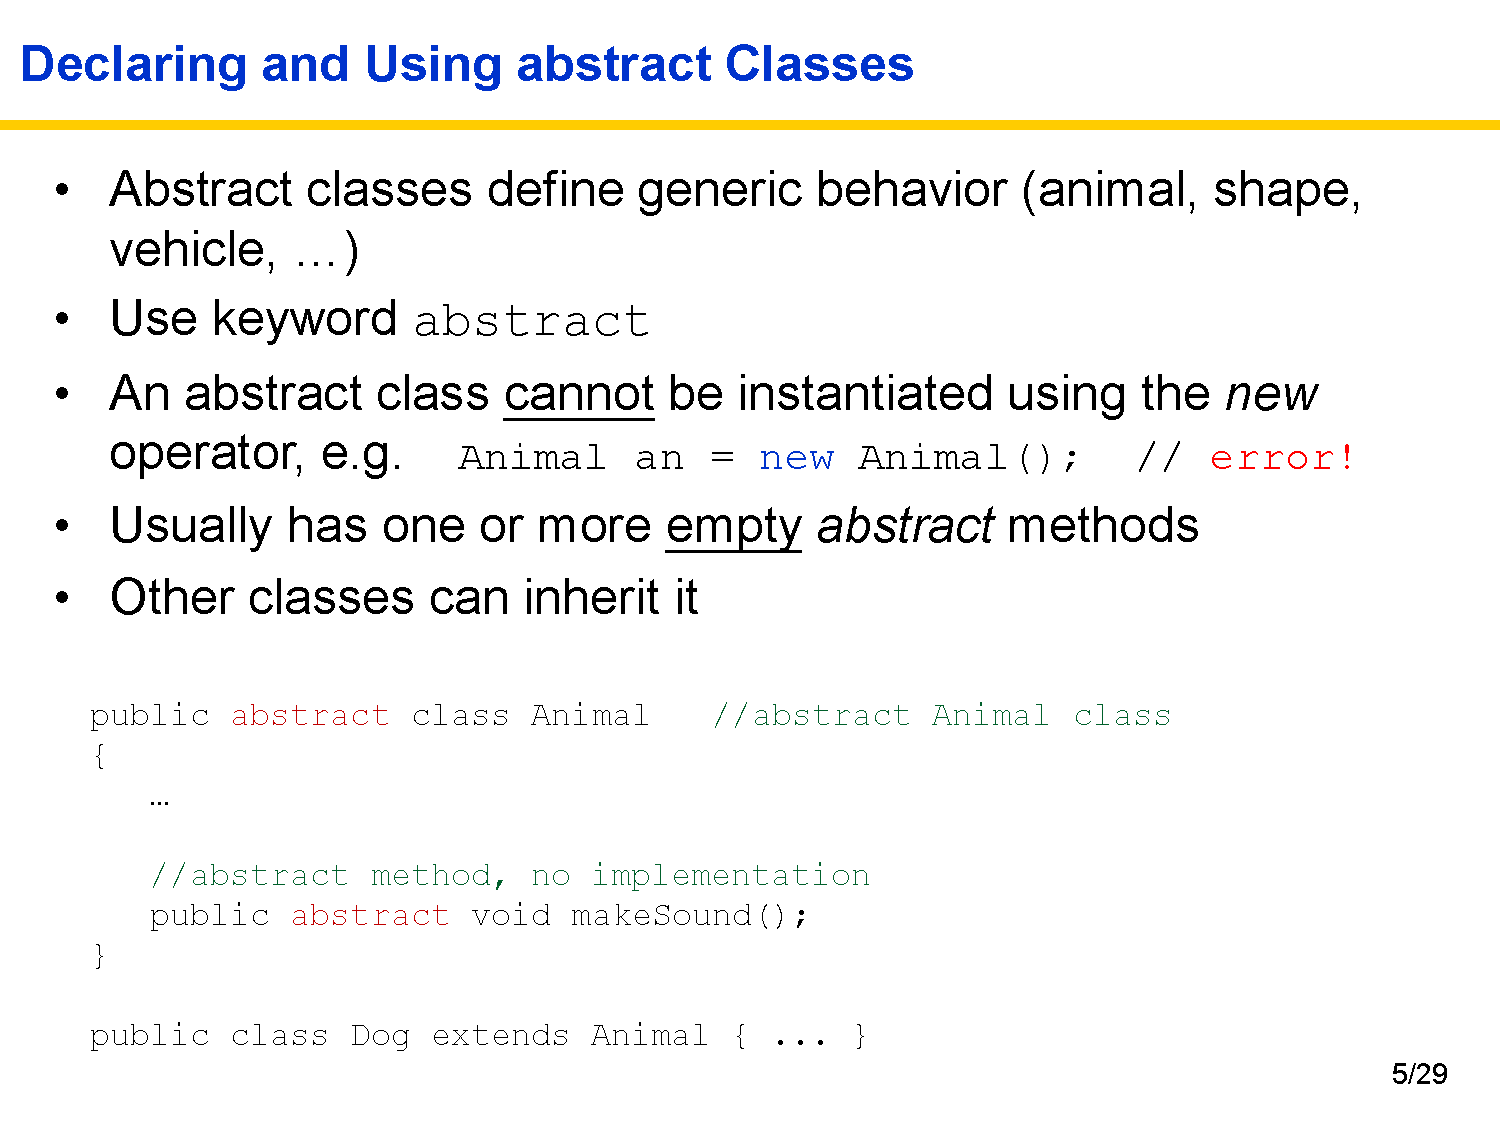 Declaring and Using abstract Classes
• Abstract classes define generic behavior (animal, shape,
vehicle, …)
• Use keyword abstract
• An abstract class cannot be instantiated using the new
operator, e.g. Animal an = new Animal(); // error!
• Usually has one or more empty abstract methods
• Other classes can inherit it
public abstract class Animal //abstract Animal class
{
…
//abstract method, no implementation
public abstract void makeSound();
}
public class Dog extends Animal { ... }
5/29